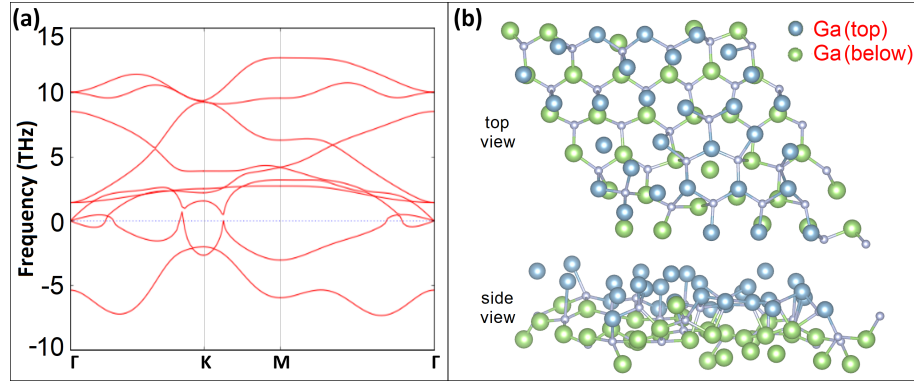 (a)
15
10
5
0
-5
-10
Frequency (THz)
Γ K M Γ
(b)
Ga(top)
Ga(below)
top
view
side
view